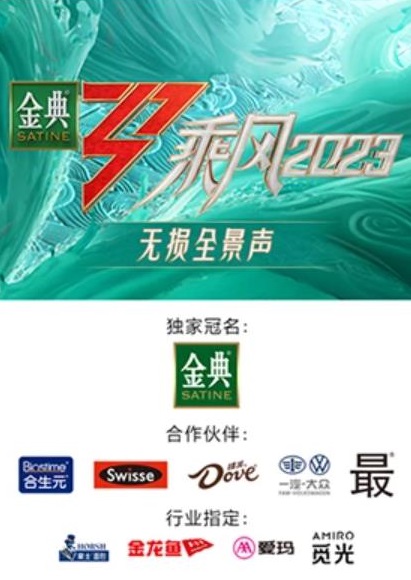 金典
SATINE
乘风2023
无损全景声
独家冠名：
金典
SATINE
合作伙伴：
Biostime
合生元
Swisse
德芙
Dove
一汽-大众
FAW-VOLKSWAGEN
最
行业指定：
HORSH
金龙鱼
爱玛
AMIRO
觅光